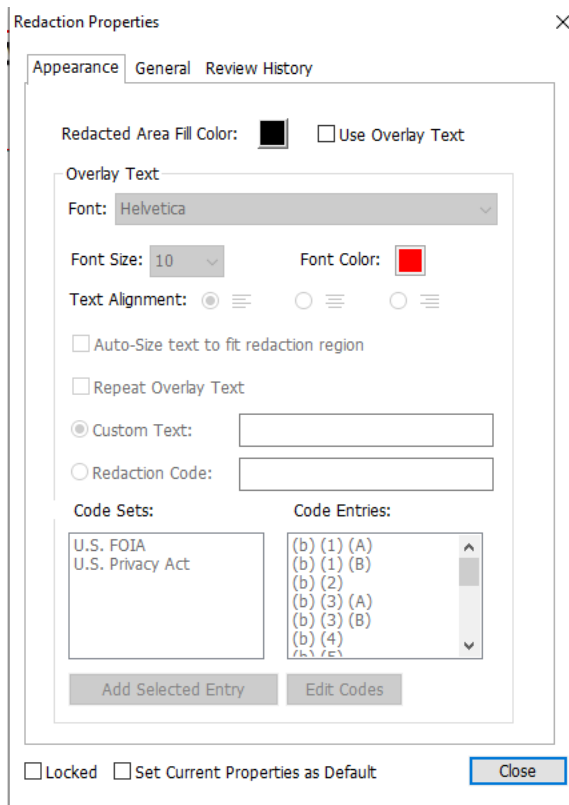 Redaction Properties
Appearance General Review History
Redacted Area Fill Color: Use Overlay Text
Overlay Text
Font: Helvetica
Font Size: 10 Font Color:
Text Alignment:
Auto-Size text to fit redaction region
Repeat Overlay Text
Custom Text:
Redaction Code:
Code Sets: Code Entries:
U.S. FOIA
U.S. Privacy Act
(b) (1) (A)
(b) (1) (B)
(b) (2)
(b) (3) (A)
(b) (3) (B)
(b) (4)
Add Selected Entry Edit Codes
Locked Set Current Properties as Default Close